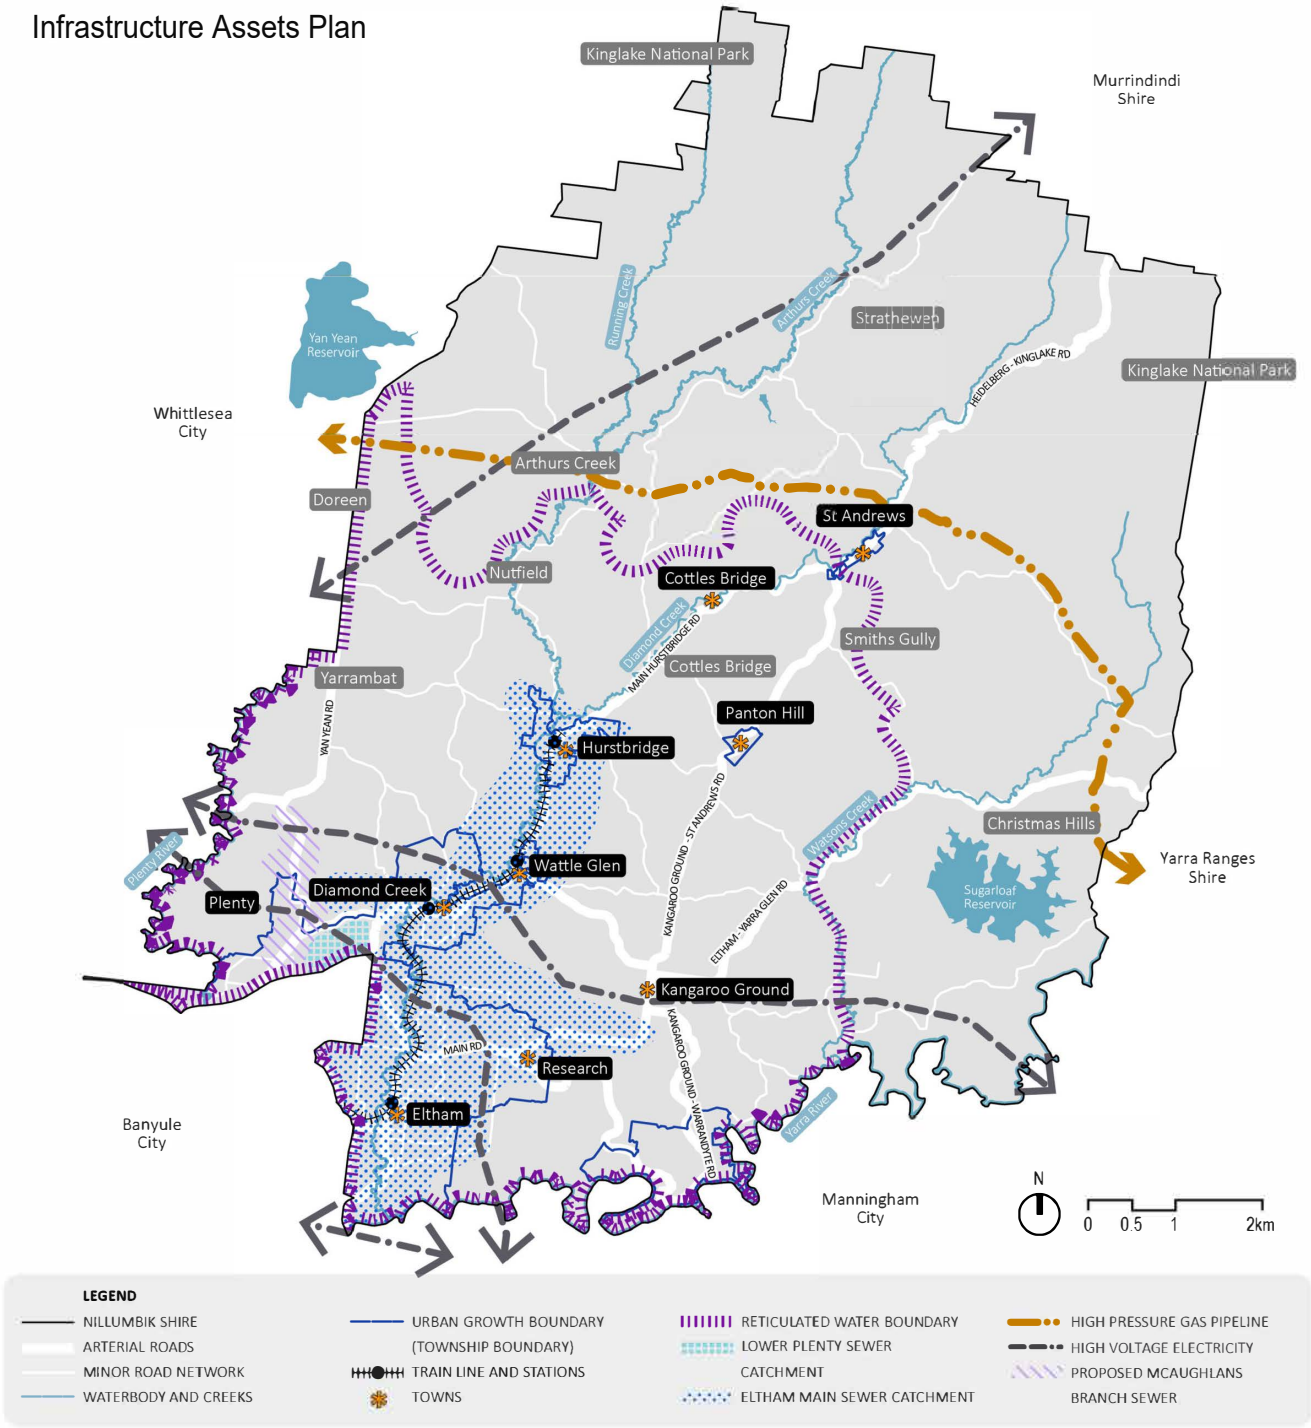 Infrastructure Assets Plan
Kinglake National Park
Murrindindi
Shire
Yan Yean
Reservoir
Running Creek
Arthurs Creek
Strathewen
HEIDELBERG - KINGLAKE RD
Kinglake National Park
Whittlesea
City
Arthurs Creek
Doreen
St Andrews
Nutfield
Cottles Bridge
Diamond Creek
MAIN HURSTBRIDGE RD
Smiths Gully
Cottles Bridge
Yarrambat
YAN YEAN RD
Panton Hill
Hurstbridge
KANGAROO GROUND - ST ANDREWS RD
Watsons Creek
Christmas Hills
Plenty River
Wattle Glen
Yarra Ranges
Shire
Diamond Creek
Plenty
Sugarloaf
Reservoir
ELTHAM - YARRA GLEN RD
Kangaroo Ground
MAIN RD
KANGAROO GROUND - WARRANDYTE RD
Research
Eltham
Yarra River
Banyule
City
Manningham
City
N
0 0.5 1 2km
LEGEND
NILLUMBIK SHIRE
ARTERIAL ROADS
MINOR ROAD NETWORK
WATERBODY AND CREEKS
URBAN GROWTH BOUNDARY
(TOWNSHIP BOUNDARY)
TRAIN LINE AND STATIONS
TOWNS
RETICULATED WATER BOUNDARY
LOWER PLENTY SEWER
CATCHMENT
ELTHAM MAIN SEWER CATCHMENT
HIGH PRESSURE GAS PIPELINE
HIGH VOLTAGE ELECTRICITY
PROPOSED MCAUGHLANS
BRANCH SEWER